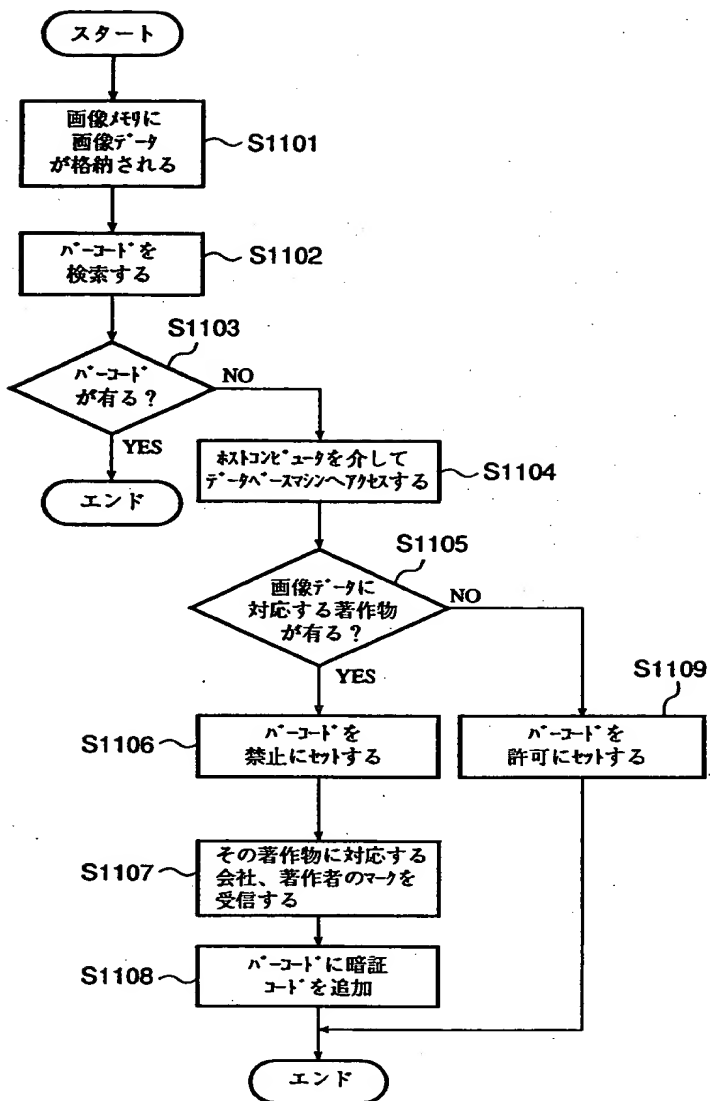 スタート
画像メモリに
画像データ
が格納される
S1101
バーコードを
検索する
S1102
S1103
バーコード
が有る？
NO
YES
エンド
ホストコンピュータを介して
データベースマシンへアクセスする
S1104
S1105
画像データに
対応する著作物
が有る？
NO
YES
S1109
S1106
バーコードを
禁止にセットする
バーコードを
許可にセットする
S1107
その著作物に対応する
会社、著作者のマークを
受信する
S1108
バーコードに暗証
コードを追加
エンド